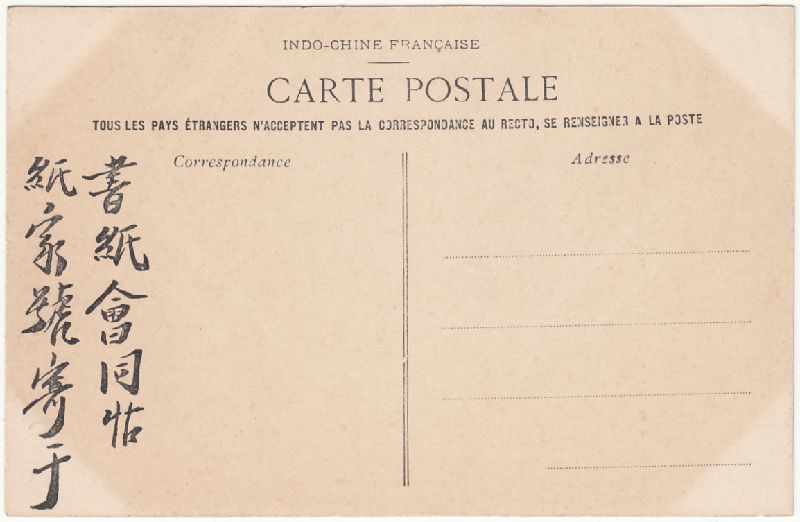 INDO-CHINE FRANÇAISE
CARTE POSTALE
TOUS LES PAYS ÉTRANGERS N'ACCEPTENT PAS LA CORRESPONDANCE AU RECTO, SE RENSEIGNER A LA POSTE
Correspondance
Adresse
書紙會同帖
紙家號寄于